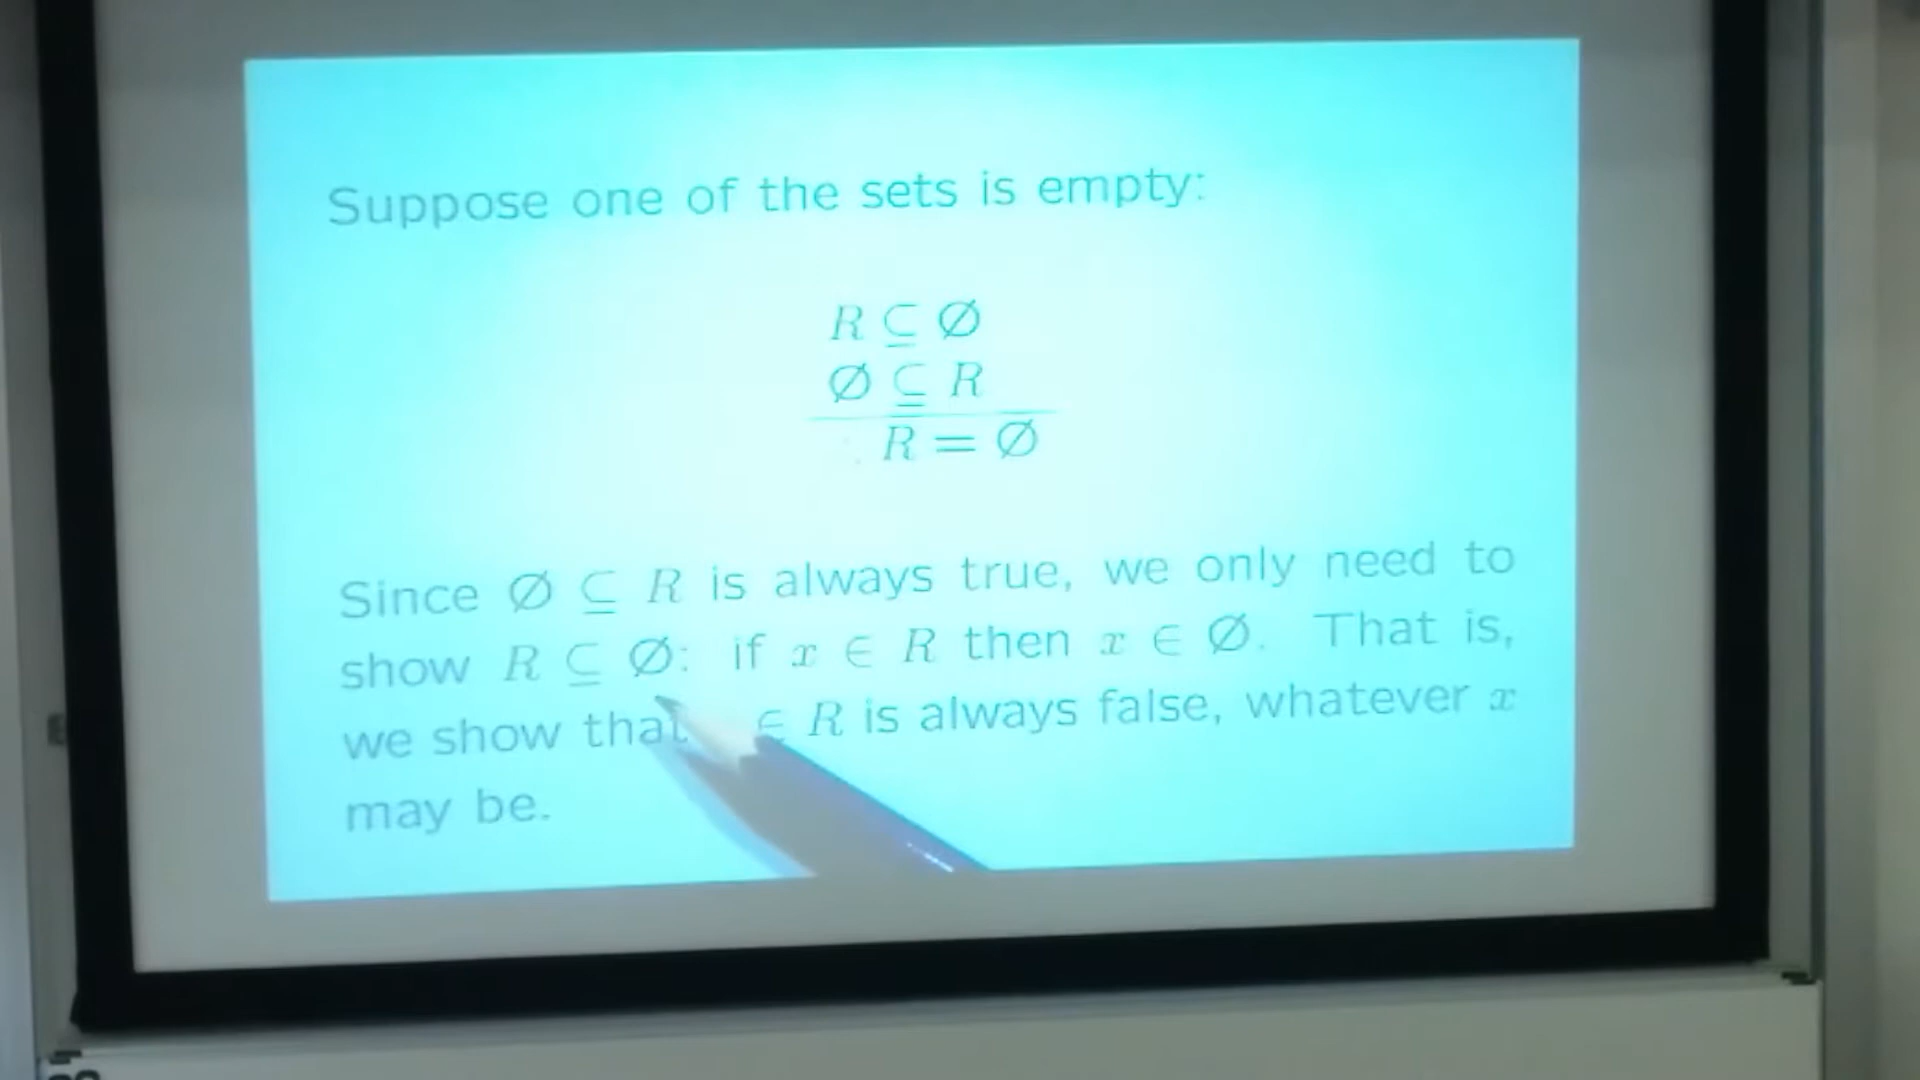 Suppose one of the sets is empty:
R ⊆ Ø
Ø ⊆ R
R = Ø
Since Ø ⊆ R is always true, we only need to
show R ⊆ Ø: if x ∈ R then x ∈ Ø. That is,
we show that ∈ R is always false, whatever x
may be.